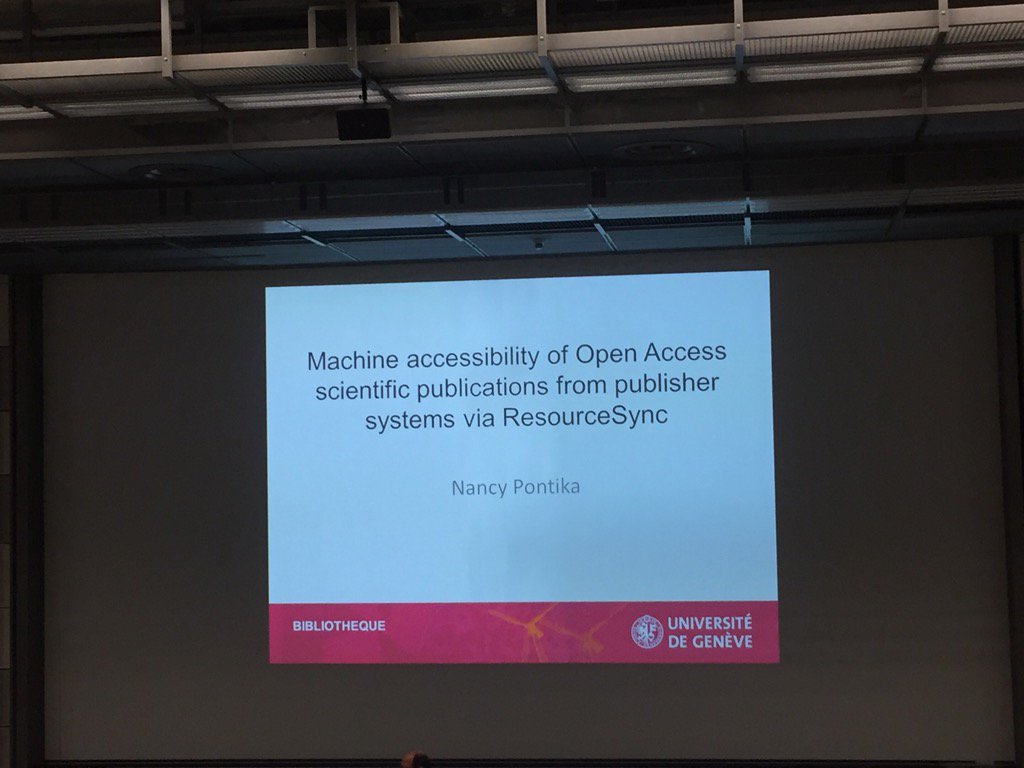 Machine accessibility of Open Access
scientific publications from publisher
systems via ResourceSync
Nancy Pontika
BIBLIOTHEQUE
UNIVERSITÉ
DE GENÈVE